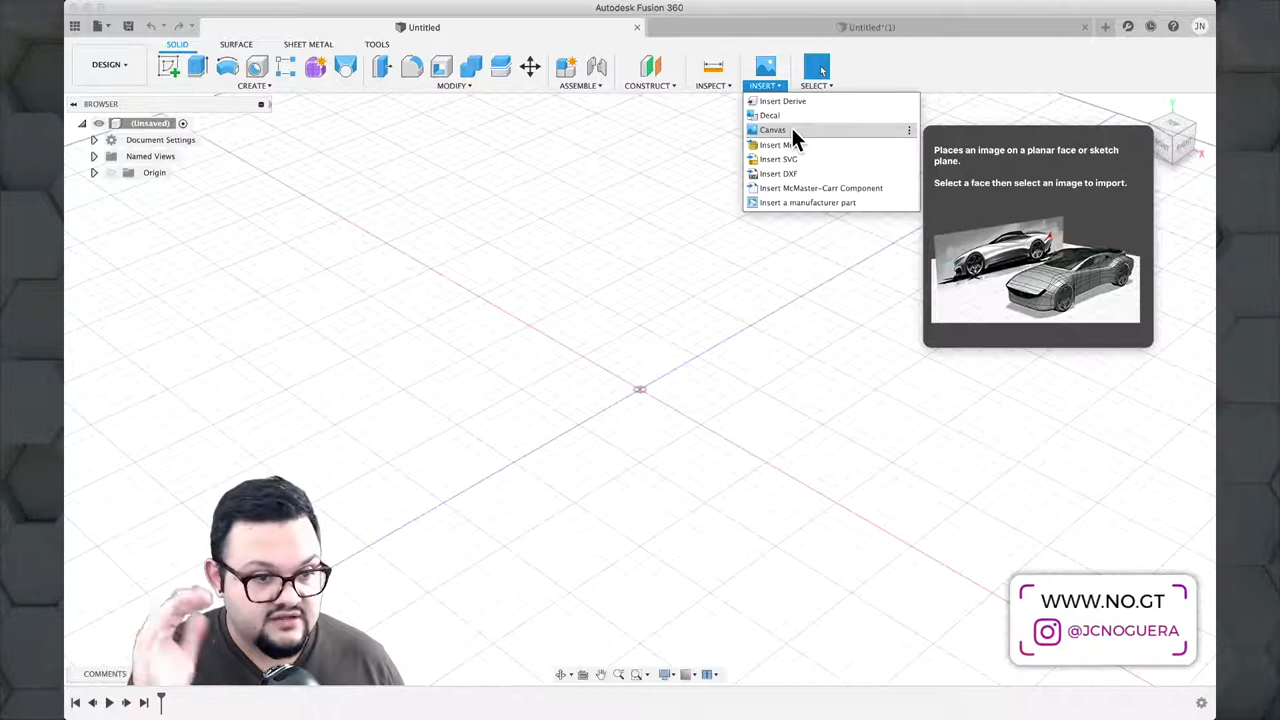 Autodesk Fusion 360
Untitled
Untitled*(1)
JN
SOLID SURFACE SHEET METAL TOOLS
DESIGN
CREATE MODIFY ASSEMBLE CONSTRUCT INSPECT INSERT SELECT
BROWSER
(Unsaved)
Document Settings
Named Views
Origin
Insert Derive
Decal
Canvas
Insert
Insert SVG
Insert DXF
Insert McMaster-Carr Component
Insert a manufacturer part
Places an image on a planar face or sketch
plane.
Select a face then select an image to import.
FRONT
WWW.NO.GT
@JCNOGUERA
COMMENTS